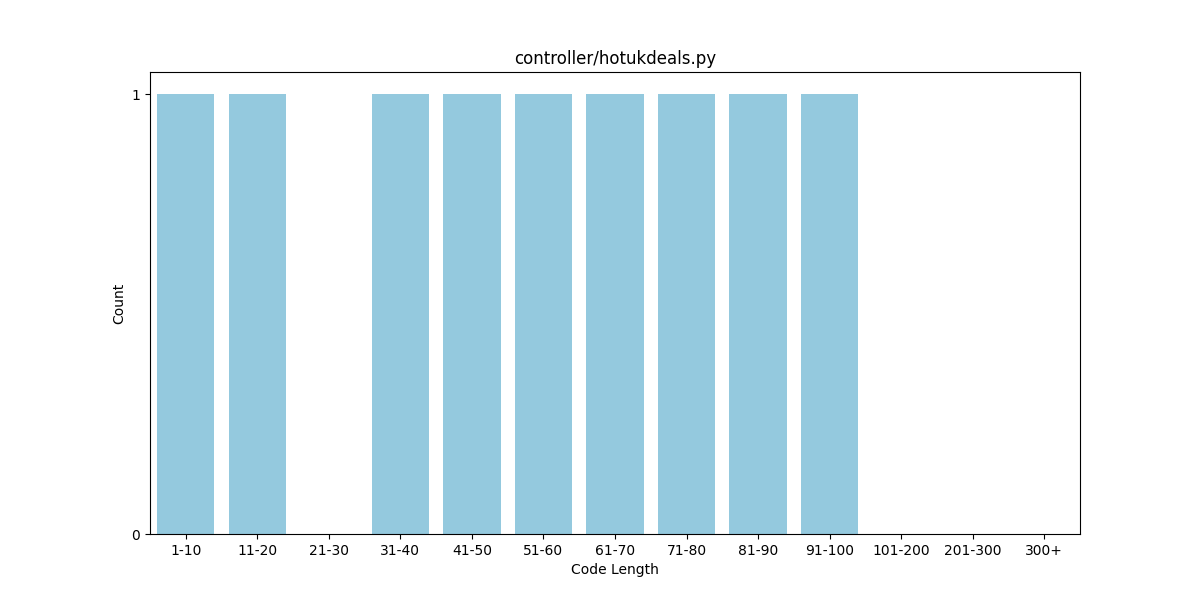 controller/hotukdeals.py
1
Count
0
1-10 11-20 21-30 31-40 41-50 51-60 61-70 71-80 81-90 91-100 101-200 201-300 300+
Code Length